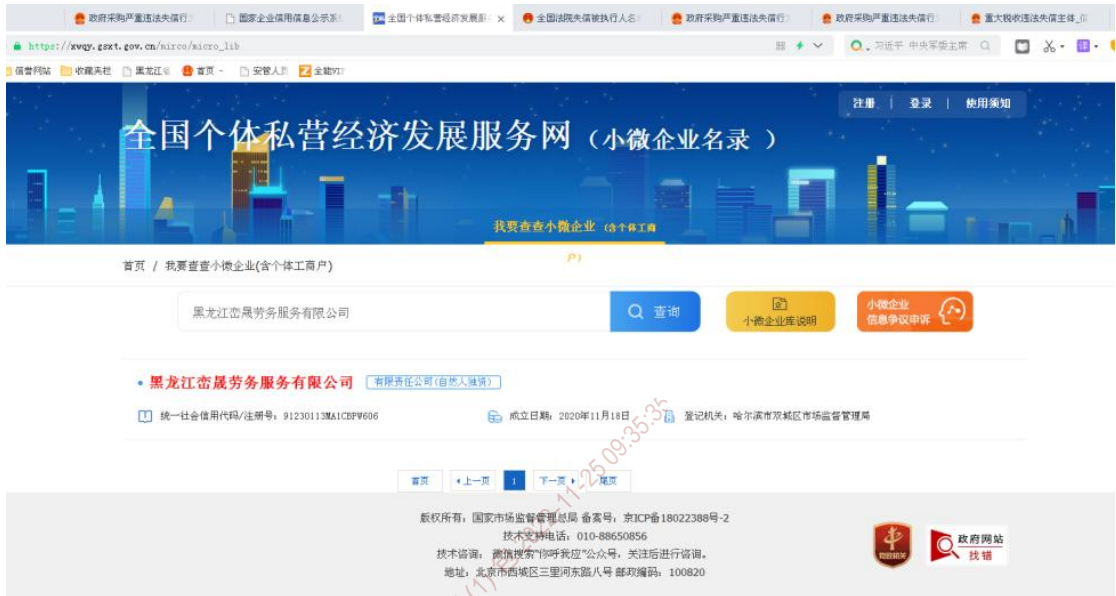 政府采购严重违法失信行
国家企业信用信息公示系
全国个体私营经济发展服
全国法院失信被执行人名
政府采购严重违法失信行
政府采购严重违法失信行
重大税收违法失信主体_信
https://xwqy.gsxt.gov.cn/mirco/micro_lib
习近平 中央军委主席
信誉网站 收藏夹栏 黑龙江省 首页 - 安管人员
注册 | 登录 | 使用须知
全国个体私营经济发展服务网（小微企业名录 ）
我要查查小微企业（含个体工商
户）
首页 / 我要查查小微企业(含个体工商户)
黑龙江峦晟劳务服务有限公司
查询
小微企业库说明
小微企业
信息争议申诉
黑龙江峦晟劳务服务有限公司 有限责任公司(自然人独资)
统一社会信用代码/注册号：91230113MA1CBPW606 成立日期：2020年11月18日 登记机关：哈尔滨市双城区市场监督管理局
首页 上一页 1 下一页 尾页
版权所有：国家市场监督管理总局 备案号：京ICP备18022388号-2
技术支持电话：010-88650856
技术咨询： 微信搜索"你呼我应"公众号，关注后进行咨询。
地址：北京市西城区三里河东路八号 邮政编码：100820
党政机关
政府网站
找错